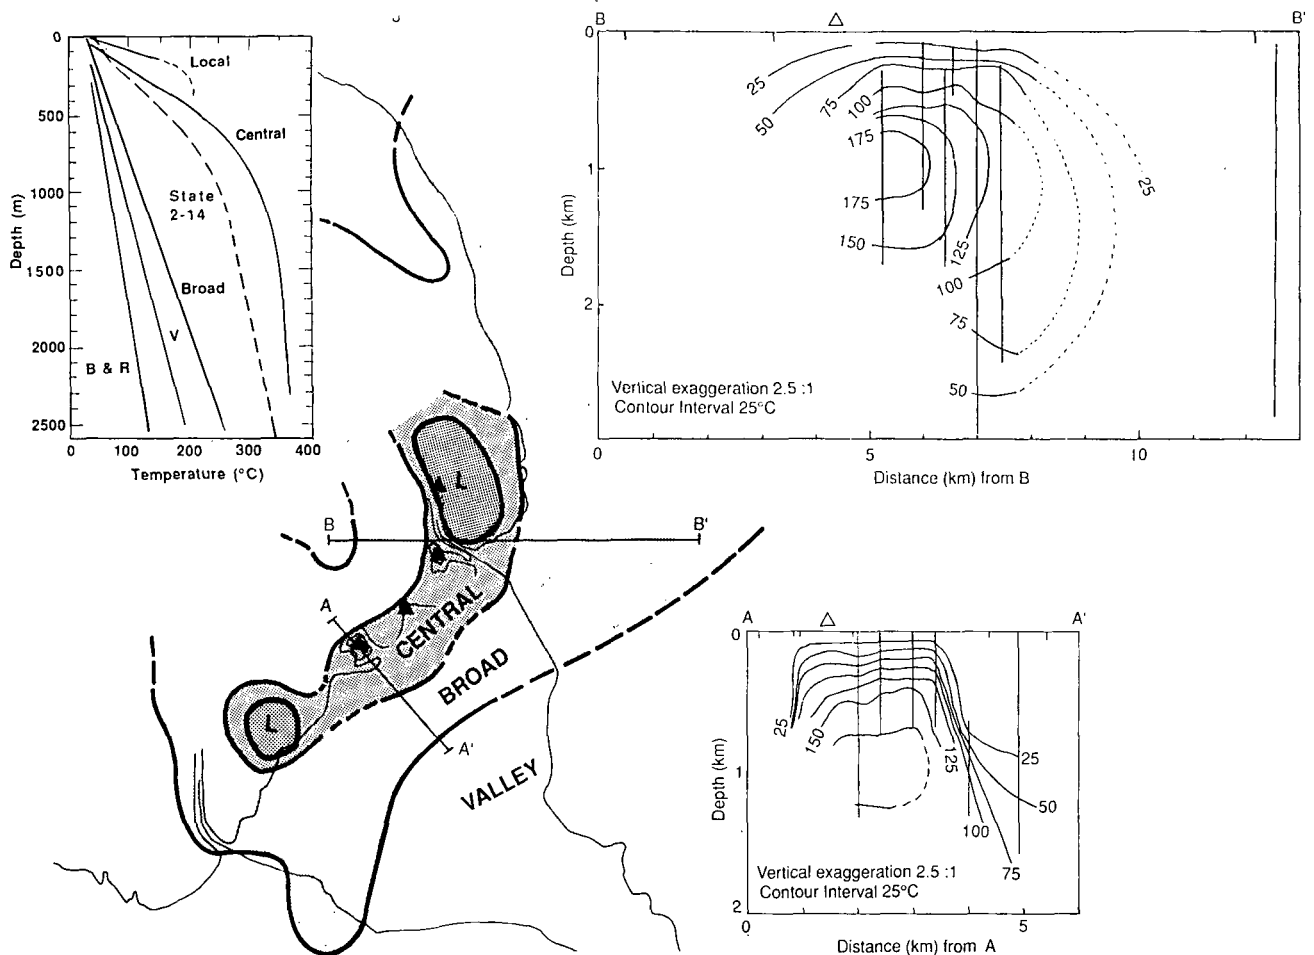 0
500
1000
1500
2000
2500
Depth (m)
Local
Central
State
2-14
Broad
V
B & R
0
100
200
300
400
Temperature (°C)
B
B'
0
1
2
Depth (km)
25
50
75
100
175
175
150
125
100
75
50
25
Vertical exaggeration 2.5 :1
Contour Interval 25°C
0
5
10
Distance (km) from B
L
B
B'
A
CENTRAL
BROAD
L
A'
VALLEY
A
A'
0
1
2
Depth (km)
25
150
125
25
50
100
75
Vertical exaggeration 2.5 :1
Contour Interval 25°C
0
5
Distance (km) from A